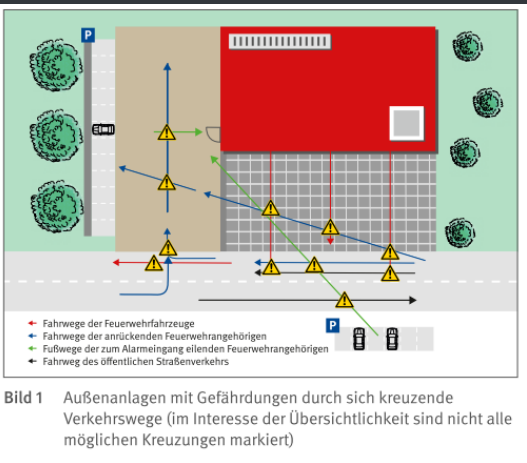 P
P
Fahrwege der Feuerwehrfahrzeuge
Fahrwege der anrückenden Feuerwehrangehörigen
Fußwege der zum Alarmeingang eilenden Feuerwehrangehörigen
Fahrweg des öffentlichen Straßenverkehrs
Bild 1 Außenanlagen mit Gefährdungen durch sich kreuzende
Verkehrswege (im Interesse der Übersichtlichkeit sind nicht alle
möglichen Kreuzungen markiert)